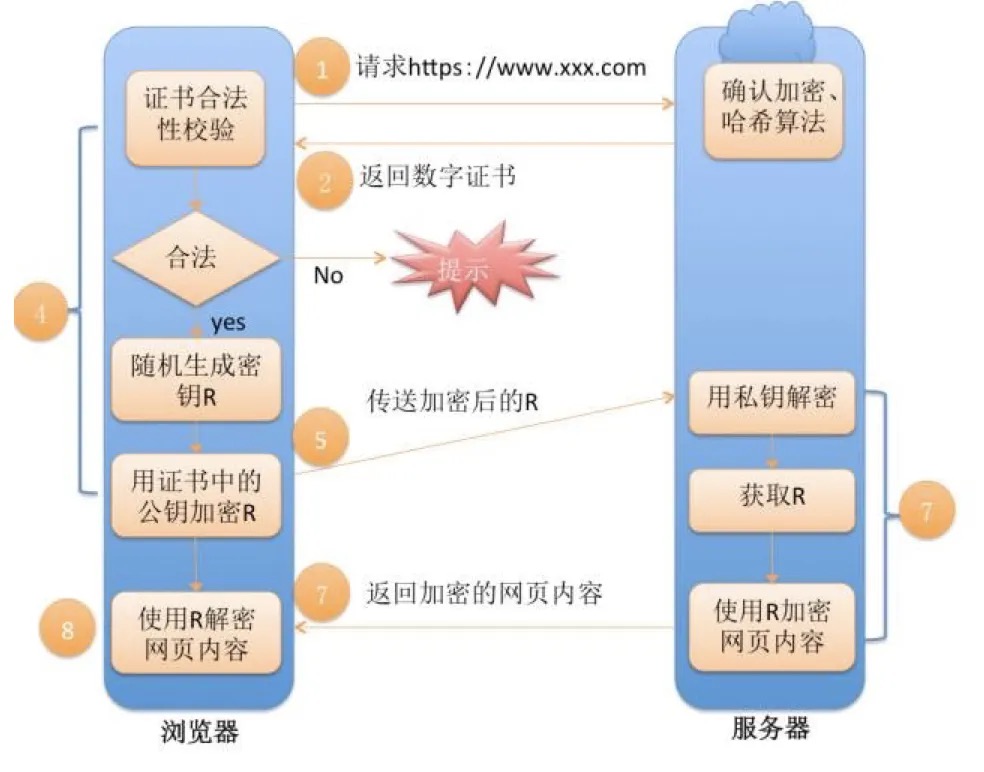 1
请求https://www.xxx.com
证书合法
性校验
确认加密、
哈希算法
2
返回数字证书
合法
No
提示
4
yes
随机生成密
钥R
传送加密后的R
5
用私钥解密
用证书中的
公钥加密R
获取R
7
7
返回加密的网页内容
8
使用R解密
网页内容
使用R加密
网页内容
浏览器
服务器